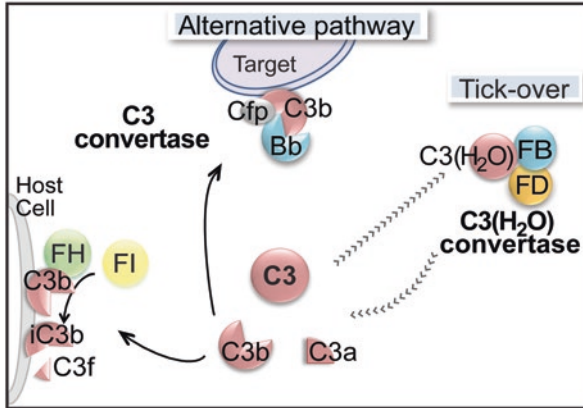 Alternative pathway
Target
Cfp
C3b
Bb
C3
convertase
Tick-over
C3(H₂O)
FB
FD
C3(H₂O)
convertase
Host
Cell
FH
FI
C3b
iC3b
C3f
C3
C3b
C3a